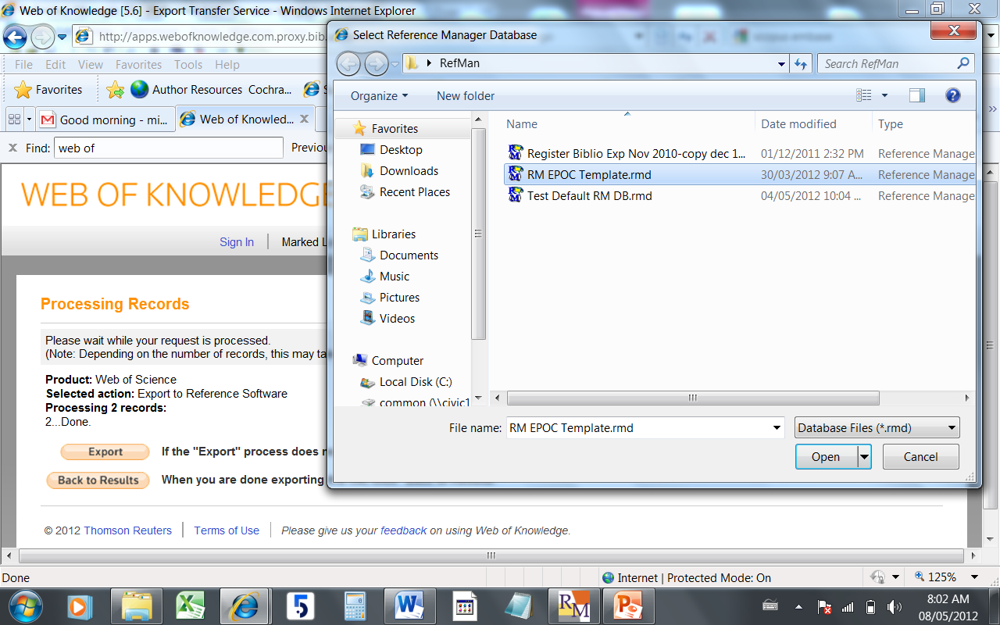 Web of Knowledge [5.6] - Export Transfer Service - Windows Internet Explorer
http://apps.webofknowledge.com.proxy.bib.
File Edit View Favorites Tools Help
Favorites Author Resources Cochra...
Good morning - mi... Web of Knowled...
Find: web of Previou
WEB OF KNOWLEDGE
Sign In Marked L
Processing Records
Please wait while your request is processed.
(Note: Depending on the number of records, this may ta
Product: Web of Science
Selected action: Export to Reference Software
Processing 2 records:
2...Done.
Export If the "Export" process does
Back to Results When you are done exporting
© 2012 Thomson Reuters Terms of Use Please give us your feedback on using Web of Knowledge.
Done Internet | Protected Mode: On 125%
Select Reference Manager Database
RefMan Search RefMan
Organize New folder
Favorites
Desktop
Downloads
Recent Places
Libraries
Documents
Music
Pictures
Videos
Computer
Local Disk (C:)
common (\\civic1
Name Date modified Type
Register Biblio Exp Nov 2010-copy dec 1... 01/12/2011 2:32 PM Reference Manage
RM EPOC Template.rmd 30/03/2012 9:07 A... Reference Manage
Test Default RM DB.rmd 04/05/2012 10:04 ... Reference Manage
File name: RM EPOC Template.rmd Database Files (*.rmd)
Open Cancel
5 RM
8:02 AM
08/05/2012